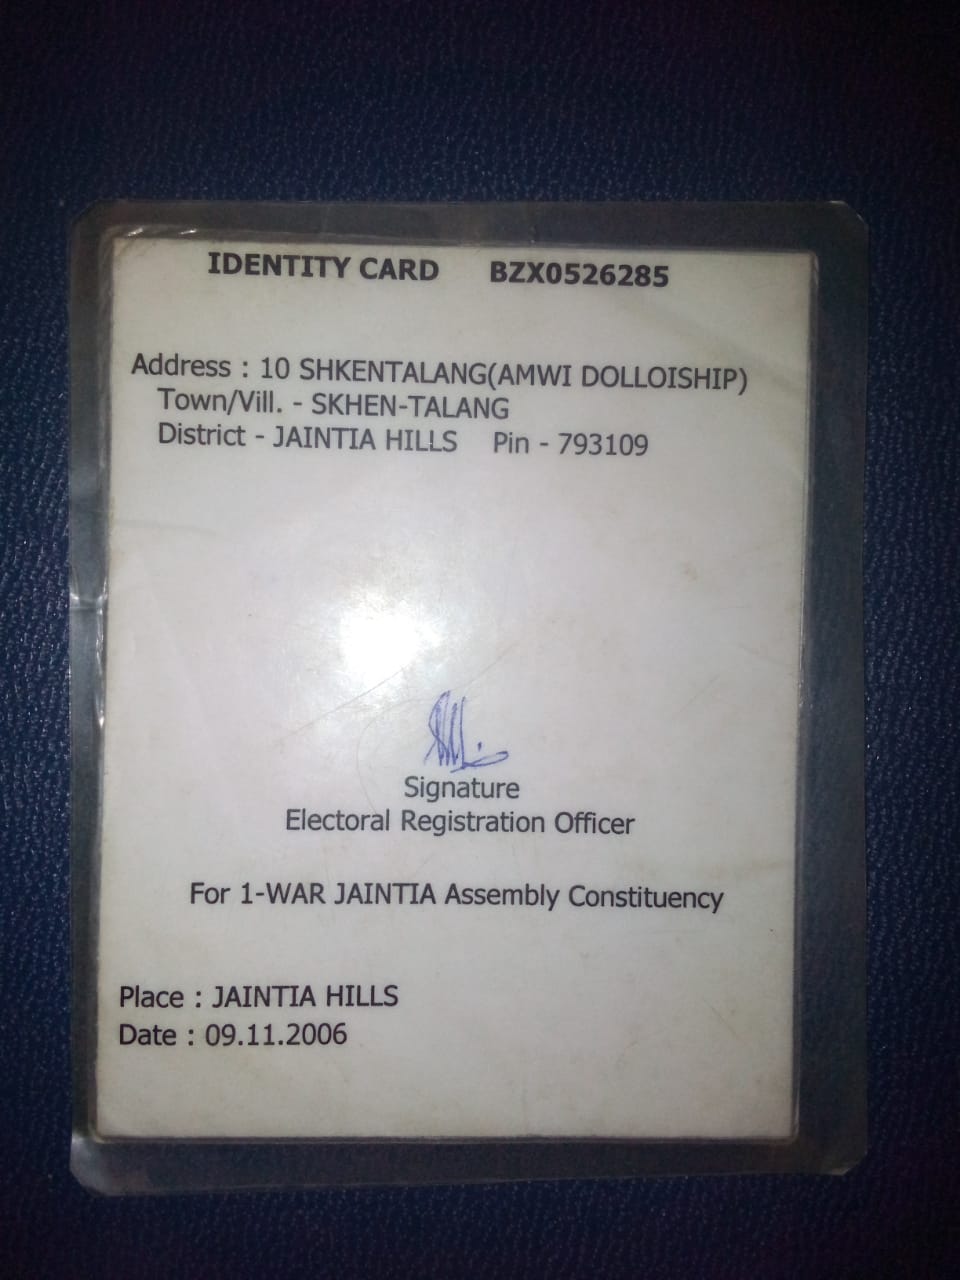 IDENTITY CARD BZX0526285
Address : 10 SHKENTALANG(AMWI DOLLOISHIP)
Town/Vill. - SKHEN-TALANG
District - JAINTIA HILLS Pin - 793109
Signature
Electoral Registration Officer
For 1-WAR JAINTIA Assembly Constituency
Place : JAINTIA HILLS
Date : 09.11.2006